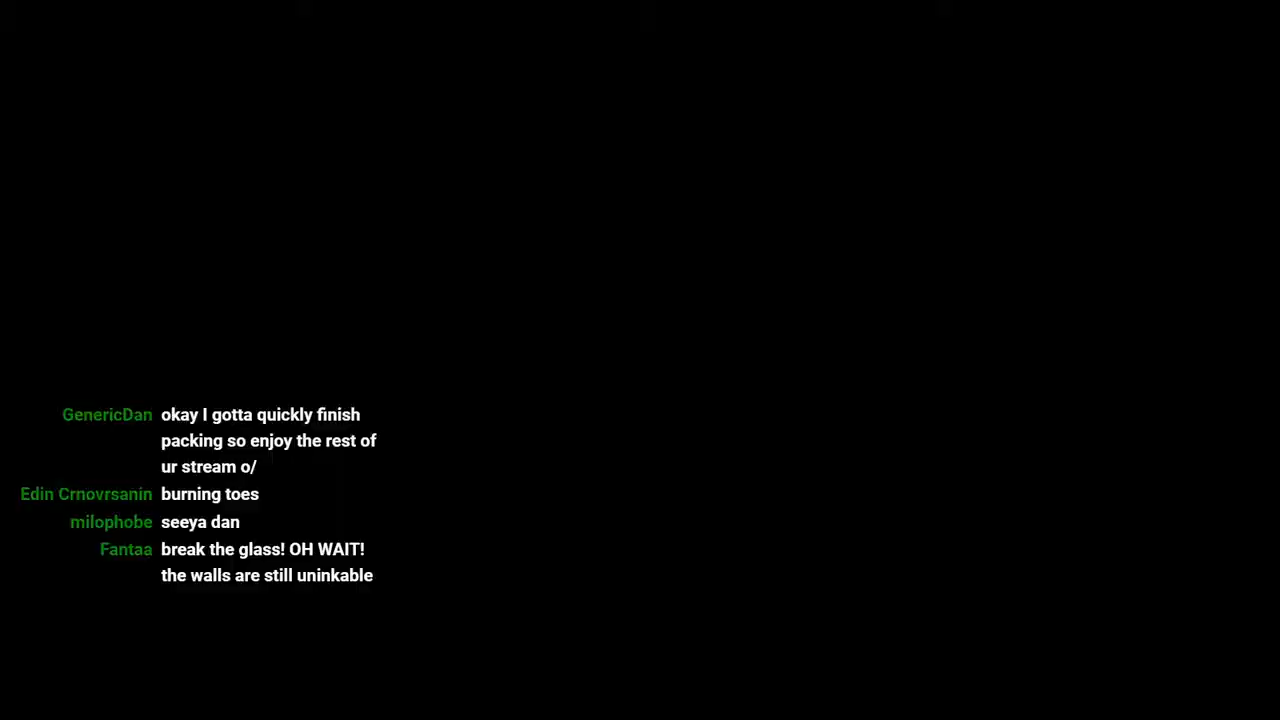 GenericDan okay I gotta quickly finish
packing so enjoy the rest of
ur stream o/
Edin Crnovrsanin burning toes
milophobe seeya dan
Fantaa break the glass! OH WAIT!
the walls are still uninkable